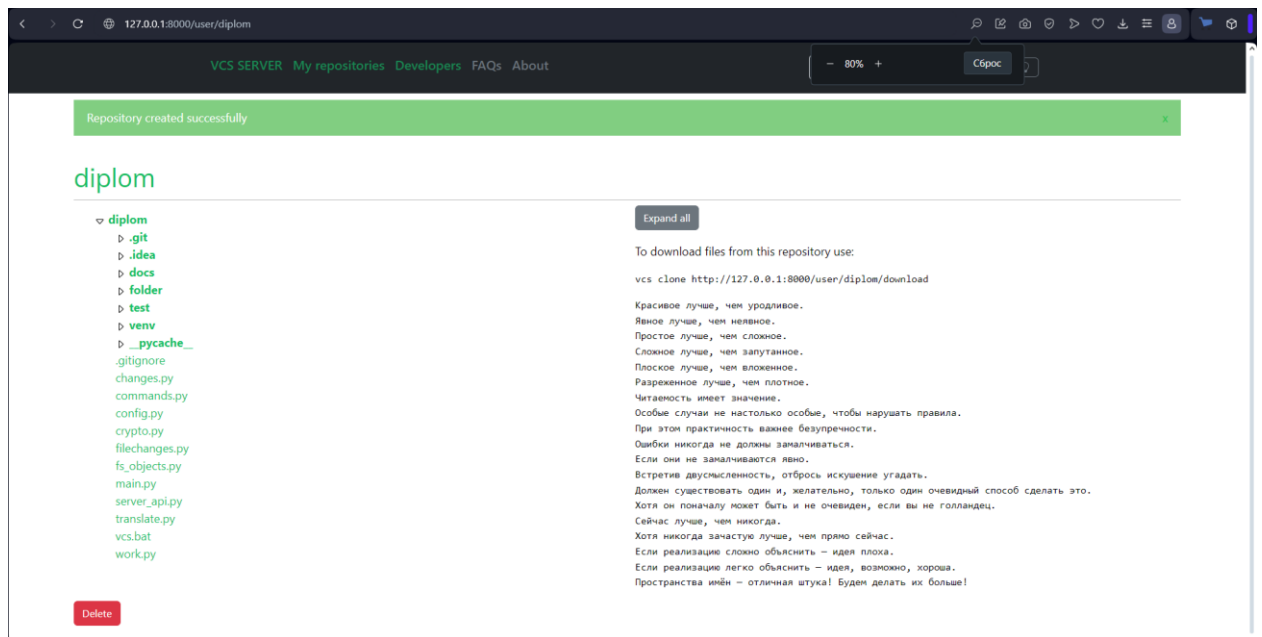 127.0.0.1:8000/user/diplom
VCS SERVER My repositories Developers FAQs About
− 80% + Сброс
Repository created successfully x
diplom
diplom
.git
.idea
docs
folder
test
venv
__pycache__
.gitignore
changes.py
commands.py
config.py
crypto.py
filechanges.py
fs_objects.py
main.py
server_api.py
translate.py
vcs.bat
work.py
Delete
Expand all
To download files from this repository use:
vcs clone http://127.0.0.1:8000/user/diplom/download
Красивое лучше, чем уродливое.
Явное лучше, чем неявное.
Простое лучше, чем сложное.
Сложное лучше, чем запутанное.
Плоское лучше, чем вложенное.
Разреженное лучше, чем плотное.
Читаемость имеет значение.
Особые случаи не настолько особые, чтобы нарушать правила.
При этом практичность важнее безупречности.
Ошибки никогда не должны замалчиваться.
Если они не замалчиваются явно.
Встретив двусмысленность, отбрось искушение угадать.
Должен существовать один и, желательно, только один очевидный способ сделать это.
Хотя он поначалу может быть и не очевиден, если вы не голландец.
Сейчас лучше, чем никогда.
Хотя никогда зачастую лучше, чем прямо сейчас.
Если реализацию сложно объяснить — идея плоха.
Если реализацию легко объяснить — идея, возможно, хороша.
Пространства имён — отличная штука! Будем делать их больше!